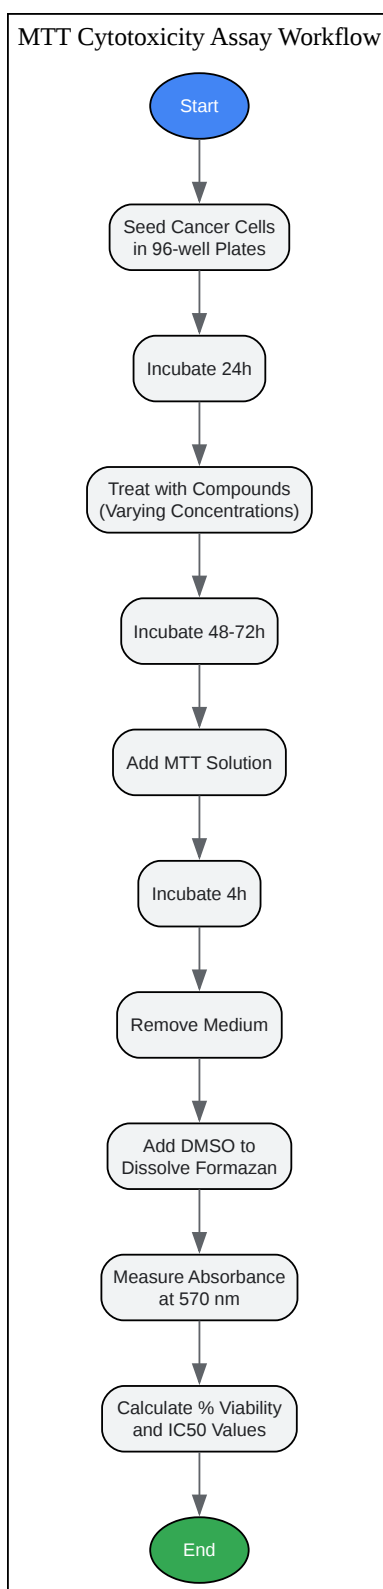 MTT Cytotoxicity Assay Workflow
Start
Seed Cancer Cells
in 96-well Plates
Incubate 24h
Treat with Compounds
(Varying Concentrations)
Incubate 48-72h
Add MTT Solution
Incubate 4h
Remove Medium
Add DMSO to
Dissolve Formazan
Measure Absorbance
at 570 nm
Calculate % Viability
and IC50 Values
End